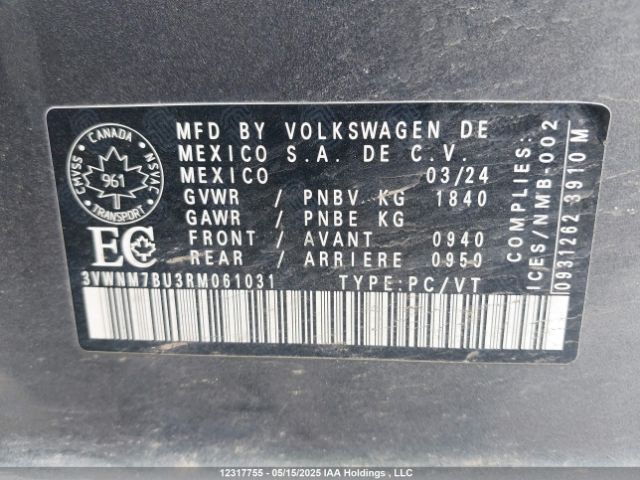 CANADA
CMVSS
NSVAC
961
TRANSPORT
EC
MFD BY VOLKSWAGEN DE
MEXICO S.A. DE C.V.
MEXICO 03/24
GVWR / PNBV KG 1840
GAWR / PNBE KG
FRONT / AVANT 0940
REAR / ARRIERE 0950
3VWNM7BU3RM061031 TYPE:PC/VT
COMPLIES:
ICES/NMB-002
0931262 3910 M
12317755 - 05/15/2025 IAA Holdings , LLC